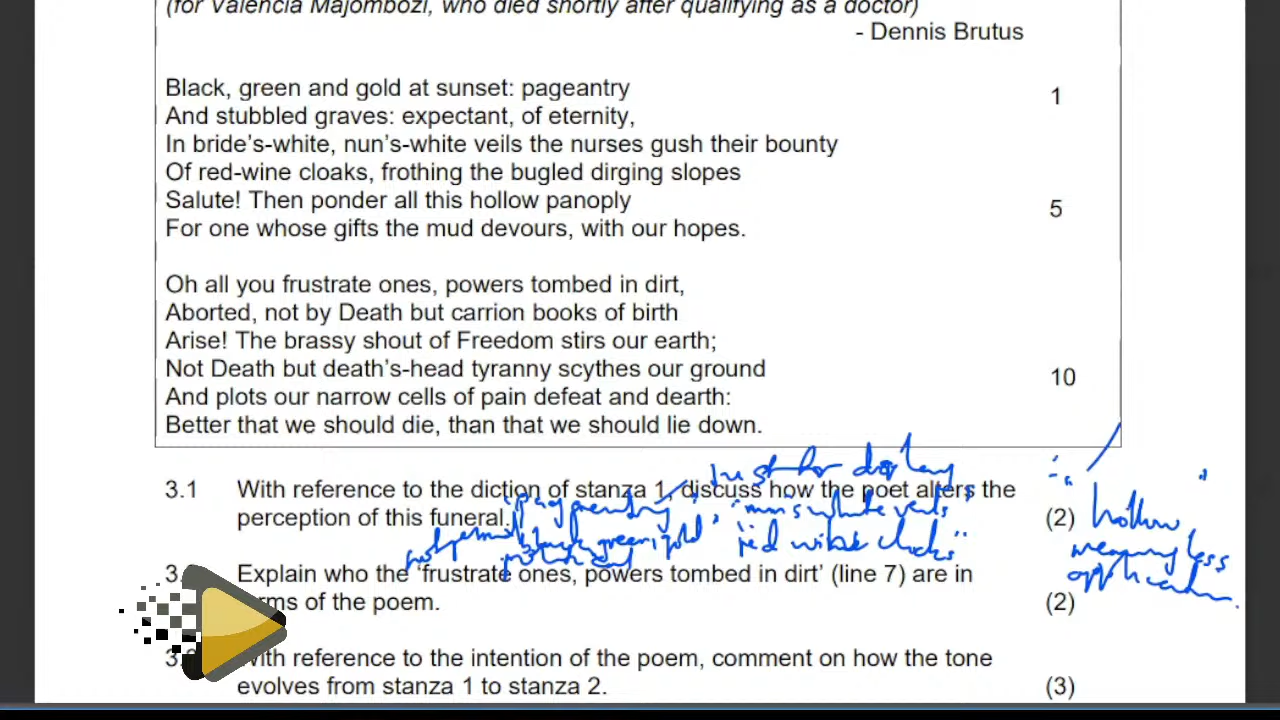 (for Valencia Majombozi, who died shortly after qualifying as a doctor)
- Dennis Brutus
Black, green and gold at sunset: pageantry 1
And stubbled graves: expectant, of eternity,
In bride's-white, nun's-white veils the nurses gush their bounty
Of red-wine cloaks, frothing the bugled dirging slopes
Salute! Then ponder all this hollow panoply 5
For one whose gifts the mud devours, with our hopes.
Oh all you frustrate ones, powers tombed in dirt,
Aborted, not by Death but carrion books of birth
Arise! The brassy shout of Freedom stirs our earth;
Not Death but death's-head tyranny scythes our ground
And plots our narrow cells of pain defeat and dearth: 10
Better that we should die, than that we should lie down.
just for display
3.1 With reference to the diction of stanza 1, discuss how the poet alters the
perception of this funeral. (2)
pageantry
hollow
meaningless
3. Explain who the 'frustrate ones, powers tombed in dirt' (line 7) are in
terms of the poem. (2)
3. With reference to the intention of the poem, comment on how the tone
evolves from stanza 1 to stanza 2. (3)